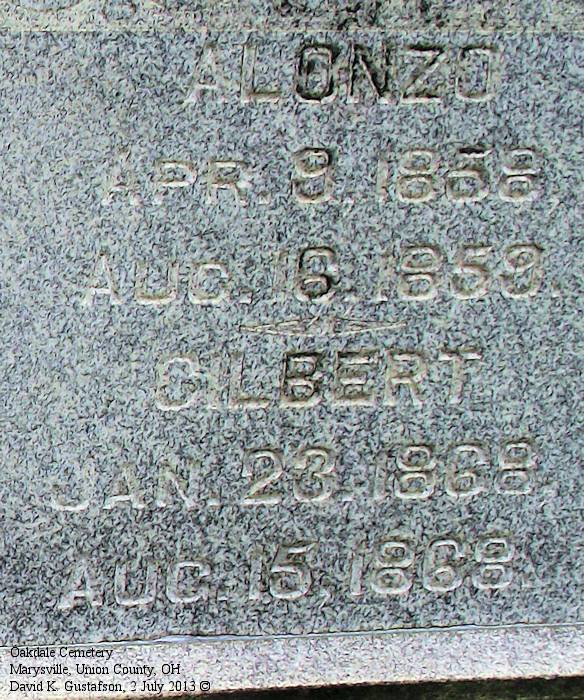 ALONZO
APR. 8, 1858,
AUG. 16, 1859.
GILBERT
JAN. 23, 1868.
AUG. 15, 1868.
Oakdale Cemetery
Marysville, Union County, OH
David K. Gustafson, 2 July 2013 ©